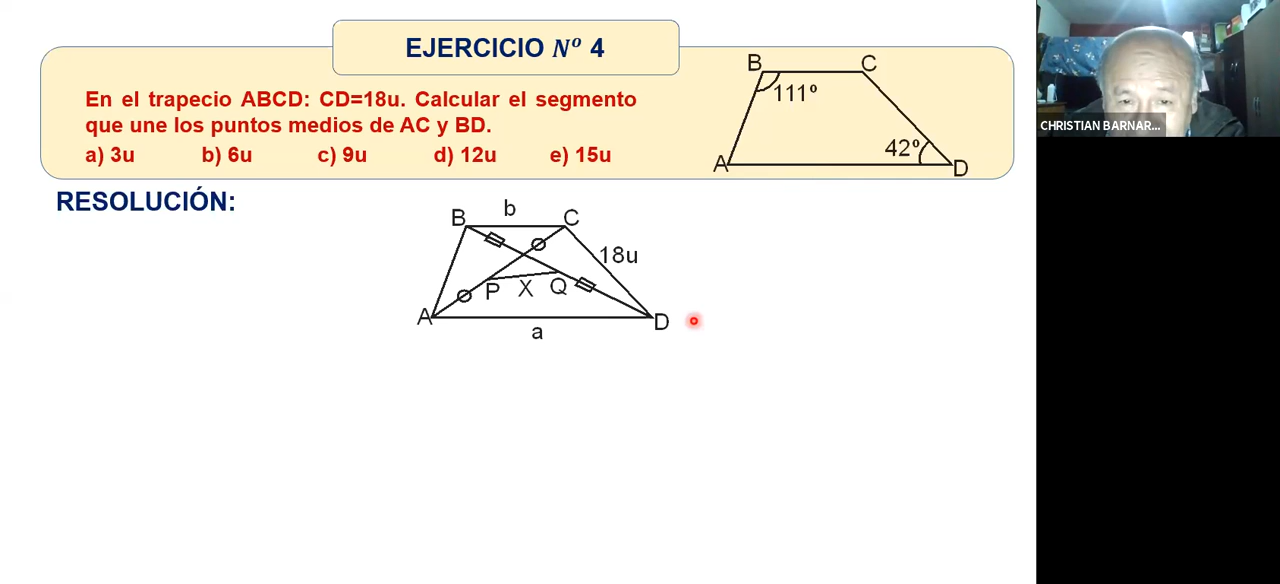 EJERCICIO Nº 4
En el trapecio ABCD: CD=18u. Calcular el segmento
que une los puntos medios de AC y BD.
a) 3u b) 6u c) 9u d) 12u e) 15u
B C
111º
42º
A D
CHRISTIAN BARNAR...
RESOLUCIÓN:
b
B C
18u
P X Q
A D
a